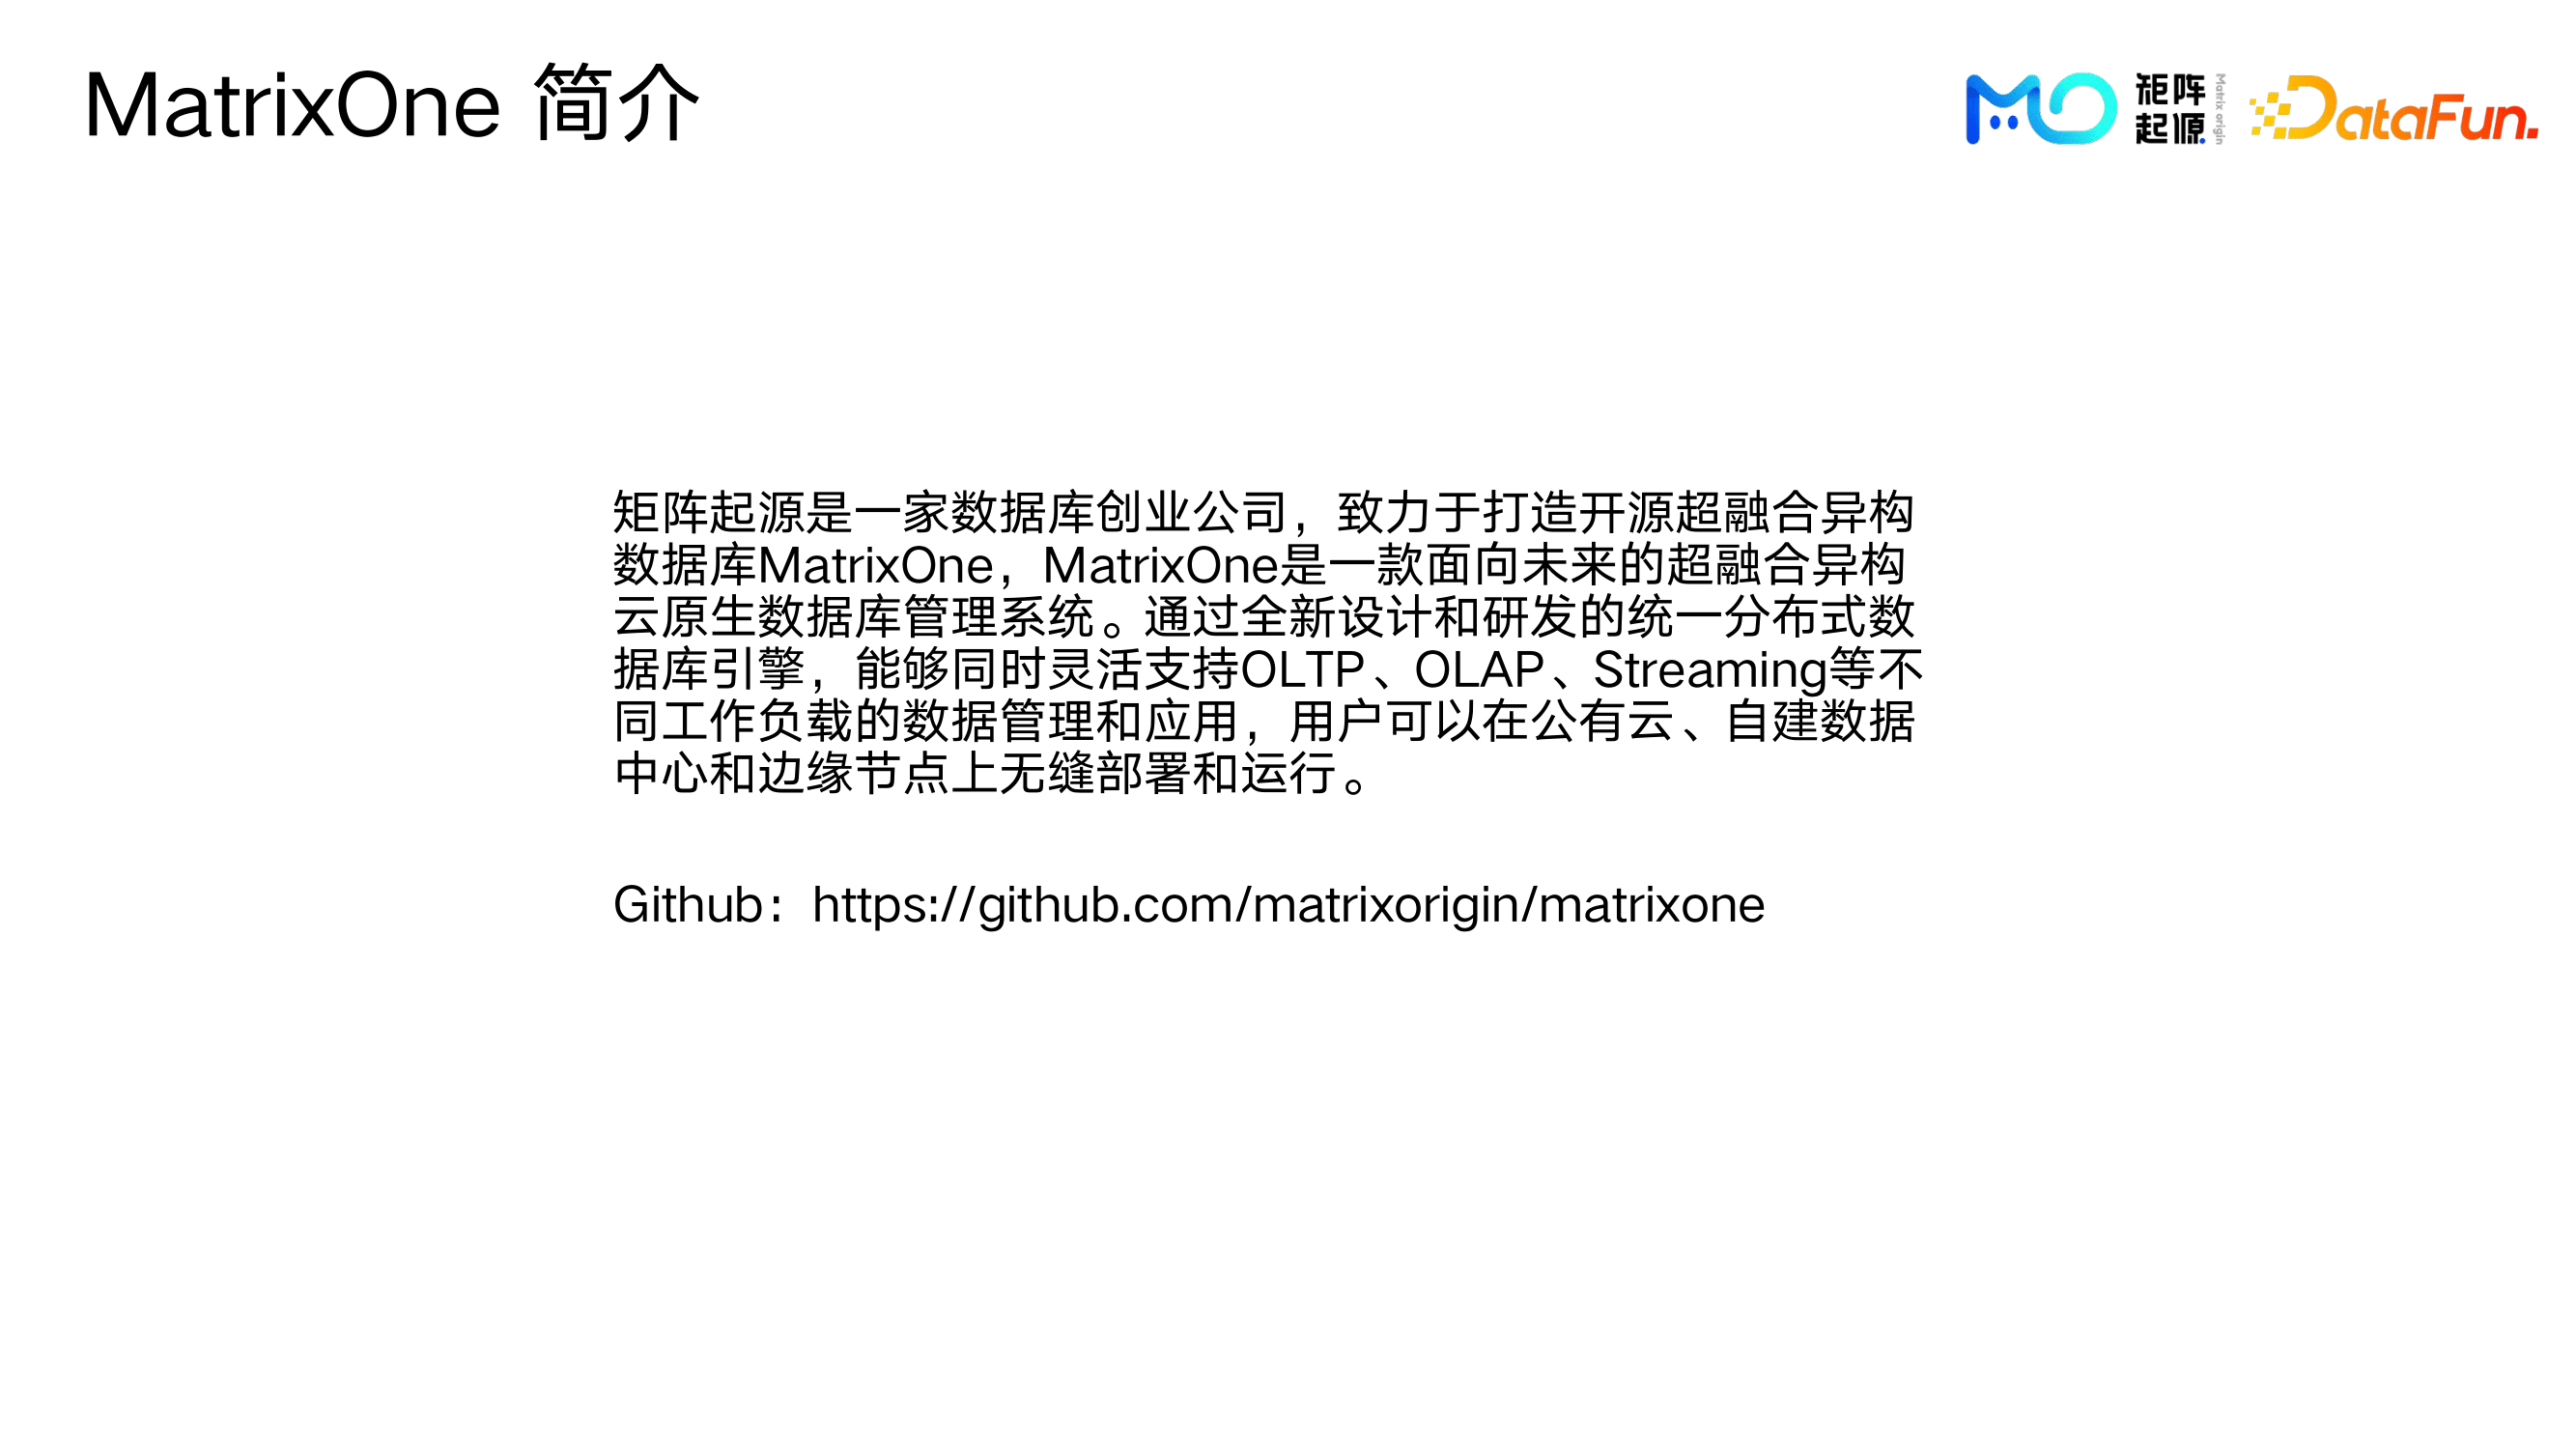 MatrixOne 简介
矩阵
起源
Matrix origin
DataFun.
矩阵起源是一家数据库创业公司，致力于打造开源超融合异构
数据库MatrixOne，MatrixOne是一款面向未来的超融合异构
云原生数据库管理系统。通过全新设计和研发的统一分布式数
据库引擎，能够同时灵活支持OLTP、OLAP、Streaming等不
同工作负载的数据管理和应用，用户可以在公有云、自建数据
中心和边缘节点上无缝部署和运行。
Github：https://github.com/matrixorigin/matrixone